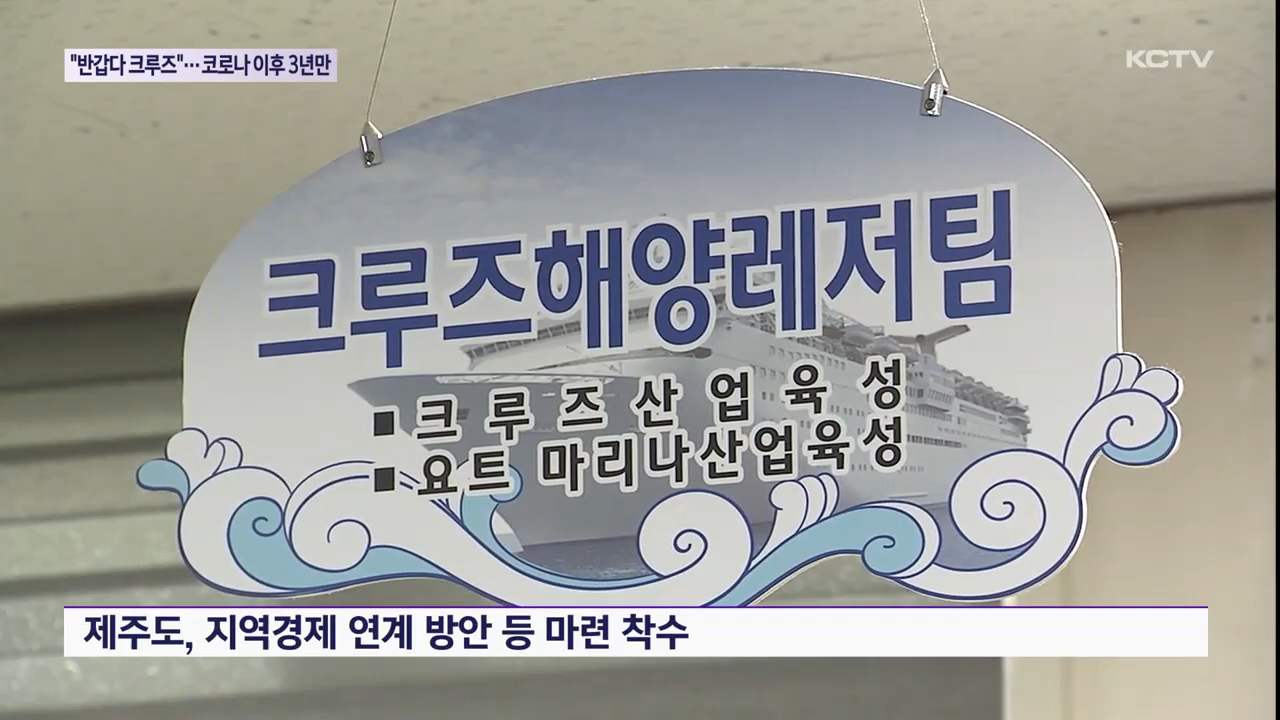 "반갑다 크루즈"… 코로나 이후 3년만
KCTV
크루즈해양레저팀
■ 크 루 즈 산 업 육 성
■ 요트 마리나산업육성
제주도, 지역경제 연계 방안 등 마련 착수